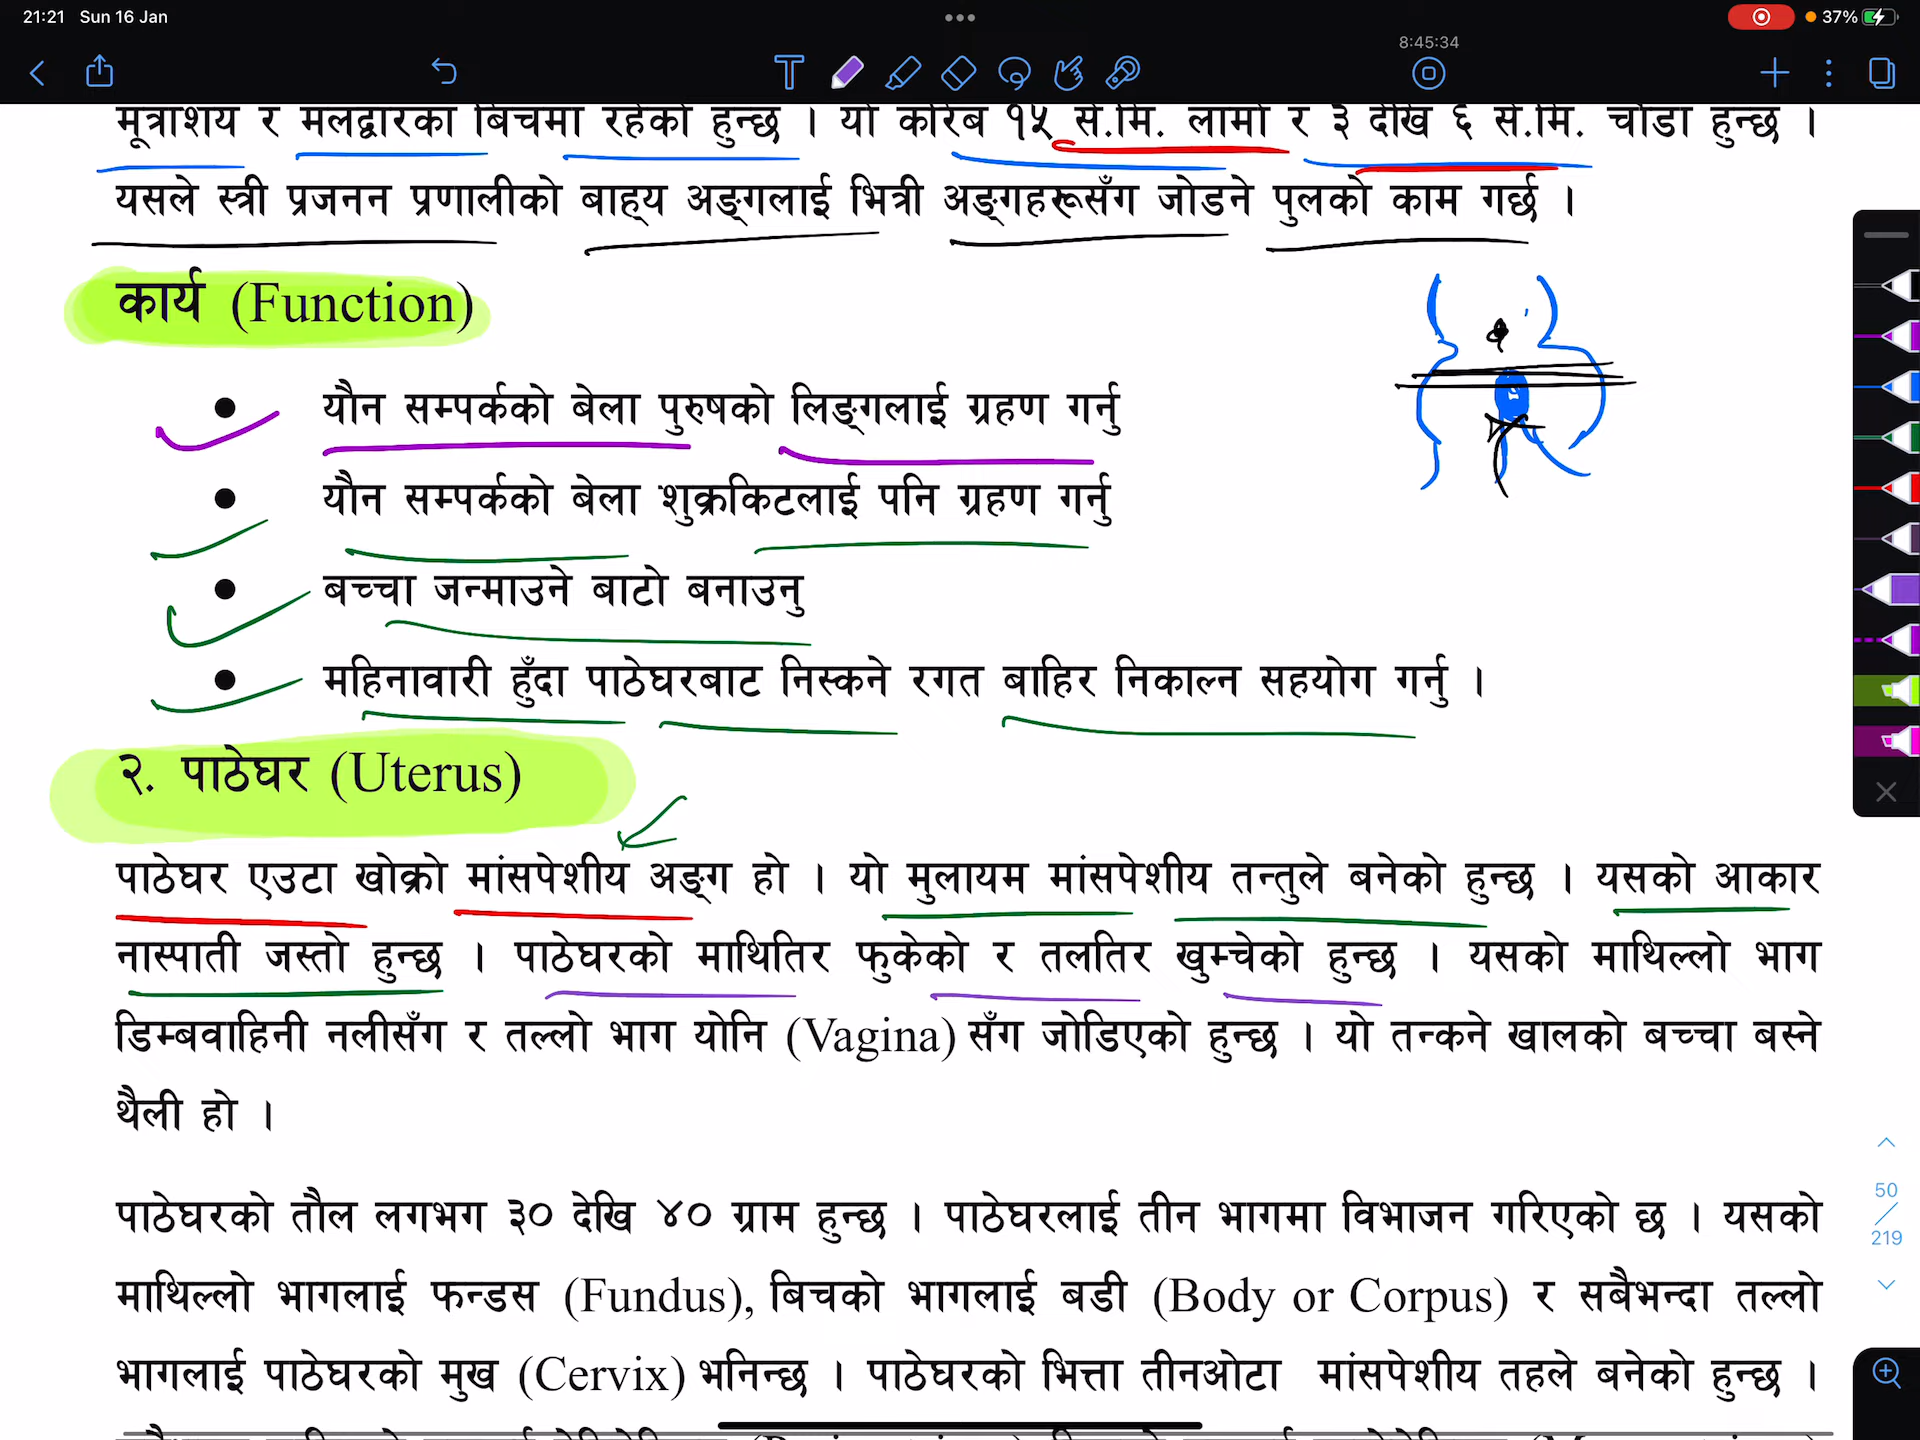 21:21 Sun 16 Jan
37%
8:45:34
मूत्राशय र मलद्वारको बिचमा रहेको हुन्छ । यो करिब १५ से.मि. लामो र ३ देखि ६ से.मि. चौडा हुन्छ ।
यसले स्त्री प्रजनन प्रणालीको बाह्य अङ्गलाई भित्री अङ्गहरूसँग जोडने पुलको काम गर्छ ।
कार्य (Function)
● यौन सम्पर्कको बेला पुरुषको लिङ्गलाई ग्रहण गर्नु
● यौन सम्पर्कको बेला शुक्रकिटलाई पनि ग्रहण गर्नु
● बच्चा जन्माउने बाटो बनाउनु
● महिनावारी हुँदा पाठेघरबाट निस्कने रगत बाहिर निकाल्न सहयोग गर्नु ।
२. पाठेघर (Uterus)
पाठेघर एउटा खोक्रो मांसपेशीय अङ्ग हो । यो मुलायम मांसपेशीय तन्तुले बनेको हुन्छ । यसको आकार
नास्पाती जस्तो हुन्छ । पाठेघरको माथितिर फुकेको र तलतिर खुम्चेको हुन्छ । यसको माथिल्लो भाग
डिम्बवाहिनी नलीसँग र तल्लो भाग योनि (Vagina) सँग जोडिएको हुन्छ । यो तन्कने खालको बच्चा बस्ने
थैली हो ।
पाठेघरको तौल लगभग ३० देखि ४० ग्राम हुन्छ । पाठेघरलाई तीन भागमा विभाजन गरिएको छ । यसको
माथिल्लो भागलाई फन्डस (Fundus), बिचको भागलाई बडी (Body or Corpus) र सबैभन्दा तल्लो
भागलाई पाठेघरको मुख (Cervix) भनिन्छ । पाठेघरको भित्ता तीनओटा मांसपेशीय तहले बनेको हुन्छ ।
50
219